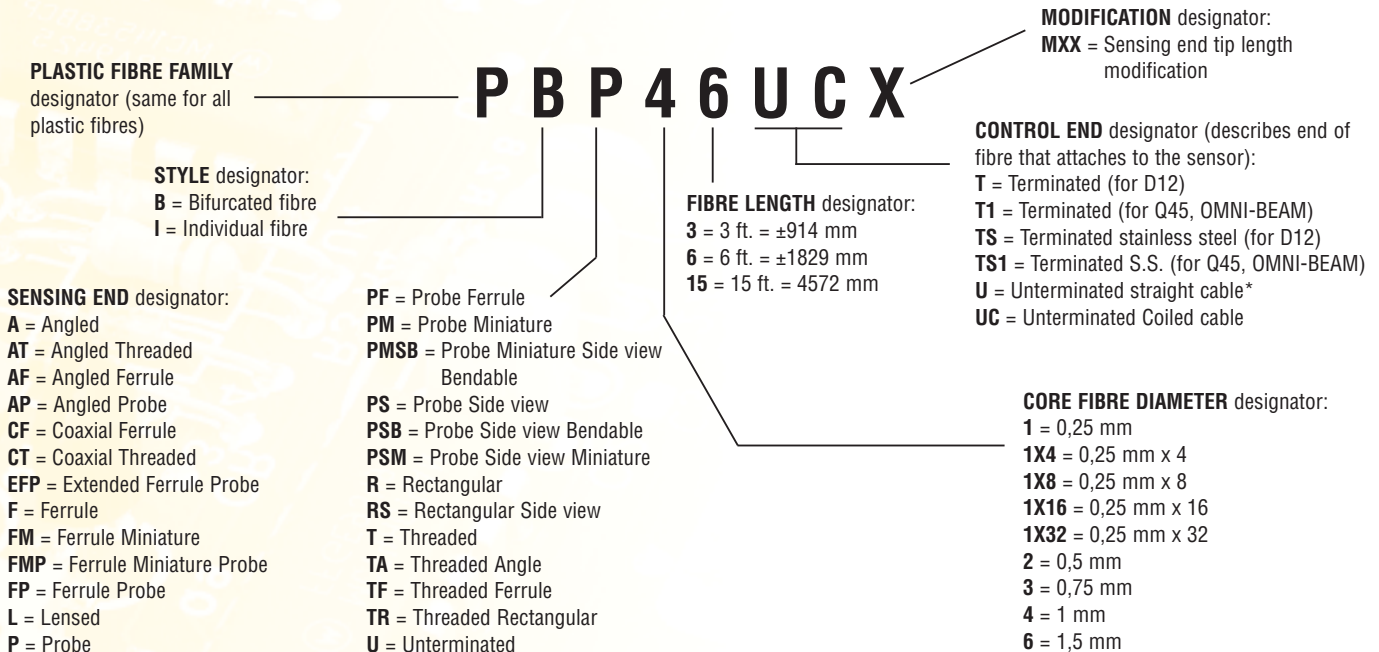 MODIFICATION designator:
MXX = Sensing end tip length
modification
PLASTIC FIBRE FAMILY
designator (same for all
plastic fibres)
P B P 4 6 U C X
STYLE designator:
B = Bifurcated fibre
I = Individual fibre
FIBRE LENGTH designator:
3 = 3 ft. = ±914 mm
6 = 6 ft. = ±1829 mm
15 = 15 ft. = 4572 mm
CONTROL END designator (describes end of
fibre that attaches to the sensor):
T = Terminated (for D12)
T1 = Terminated (for Q45, OMNI-BEAM)
TS = Terminated stainless steel (for D12)
TS1 = Terminated S.S. (for Q45, OMNI-BEAM)
U = Unterminated straight cable*
UC = Unterminated Coiled cable
SENSING END designator:
A = Angled
AT = Angled Threaded
AF = Angled Ferrule
AP = Angled Probe
CF = Coaxial Ferrule
CT = Coaxial Threaded
EFP = Extended Ferrule Probe
F = Ferrule
FM = Ferrule Miniature
FMP = Ferrule Miniature Probe
FP = Ferrule Probe
L = Lensed
P = Probe
PF = Probe Ferrule
PM = Probe Miniature
PMSB = Probe Miniature Side view
Bendable
PS = Probe Side view
PSB = Probe Side view Bendable
PSM = Probe Side view Miniature
R = Rectangular
RS = Rectangular Side view
T = Threaded
TA = Threaded Angle
TF = Threaded Ferrule
TR = Threaded Rectangular
U = Unterminated
CORE FIBRE DIAMETER designator:
1 = 0,25 mm
1X4 = 0,25 mm x 4
1X8 = 0,25 mm x 8
1X16 = 0,25 mm x 16
1X32 = 0,25 mm x 32
2 = 0,5 mm
3 = 0,75 mm
4 = 1 mm
6 = 1,5 mm